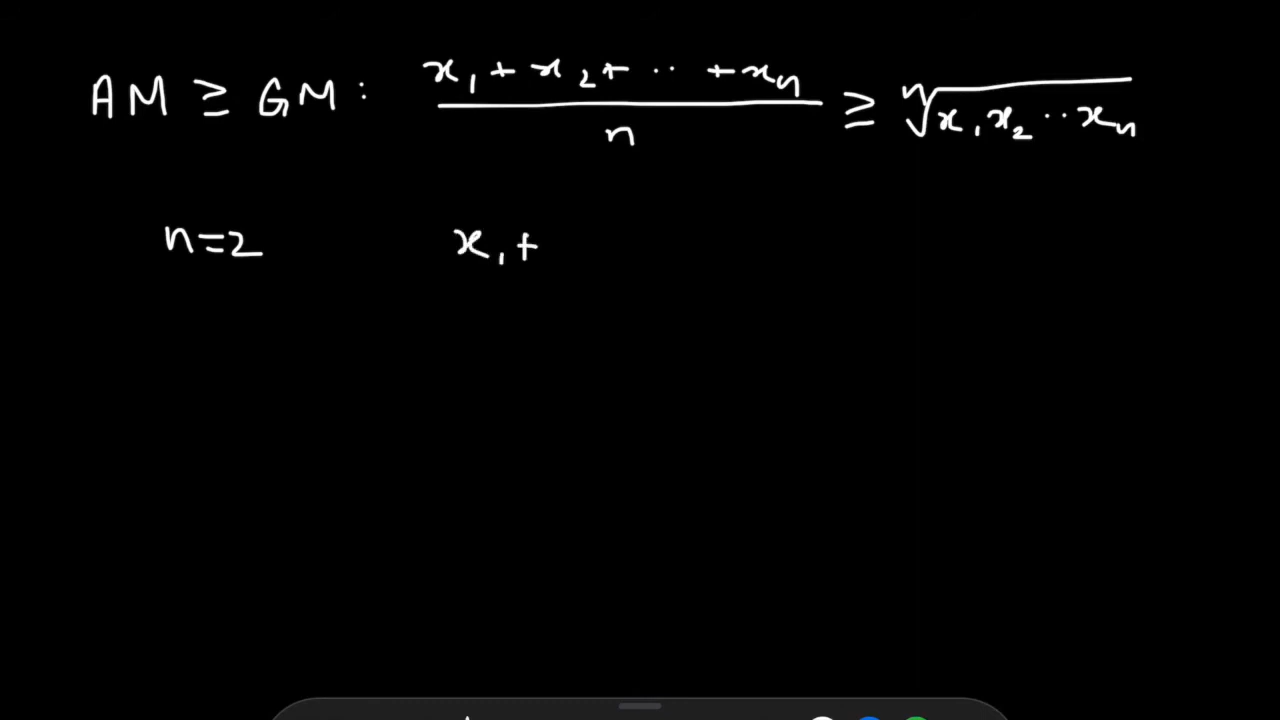 AM ≥ GM : (x₁ + x₂ + ·· + xₙ)/n ≥ ⁿ√(x₁x₂··xₙ)
n=2 x₁+